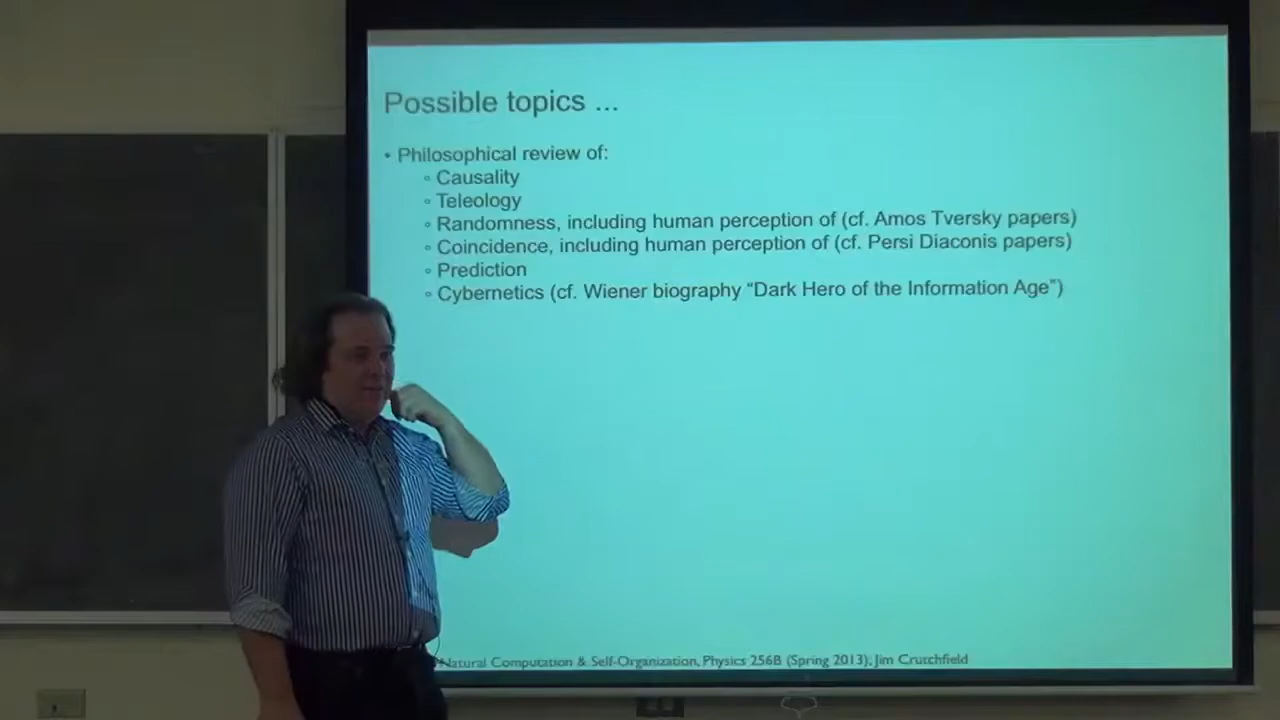 Possible topics ...
• Philosophical review of:
◦ Causality
◦ Teleology
◦ Randomness, including human perception of (cf. Amos Tversky papers)
◦ Coincidence, including human perception of (cf. Persi Diaconis papers)
◦ Prediction
◦ Cybernetics (cf. Wiener biography “Dark Hero of the Information Age”)
Natural Computation & Self-Organization, Physics 256B (Spring 2013); Jim Crutchfield